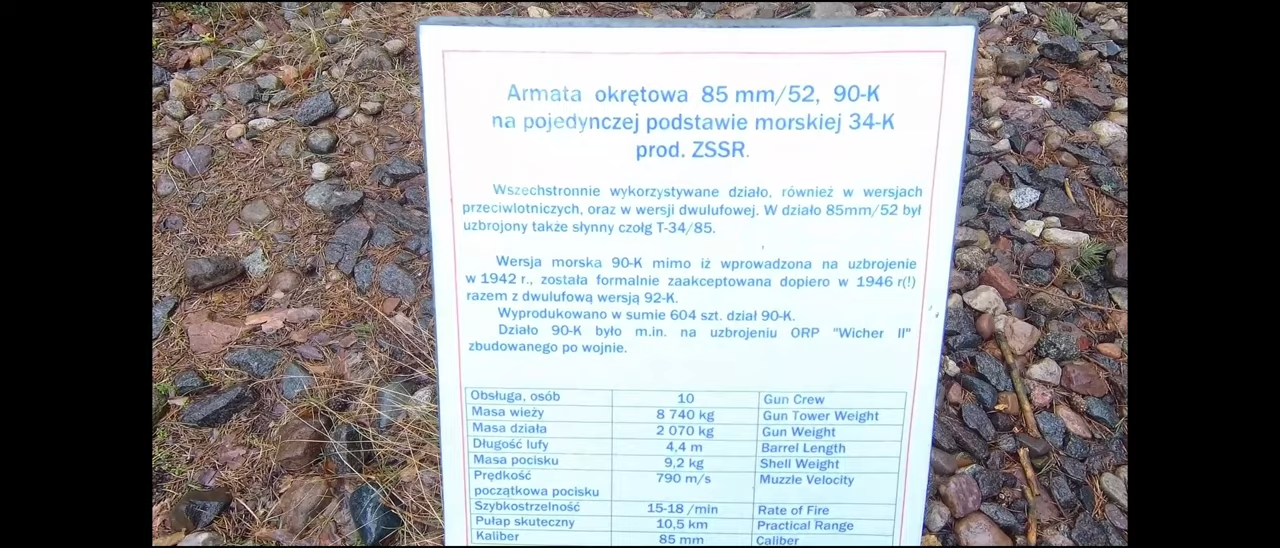 Armata okrętowa 85 mm/52, 90-K
na pojedynczej podstawie morskiej 34-K
prod. ZSSR.
Wszechstronnie wykorzystywane działo, również w wersjach
przeciwlotniczych, oraz w wersji dwulufowej. W działo 85mm/52 był
uzbrojony także słynny czołg T-34/85.
Wersja morska 90-K mimo iż wprowadzona na uzbrojenie
w 1942 r., została formalnie zaakceptowana dopiero w 1946 r(!)
razem z dwulufową wersją 92-K.
Wyprodukowano w sumie 604 szt. dział 90-K.
Działo 90-K było m.in. na uzbrojeniu ORP "Wicher II"
zbudowanego po wojnie.
Obsługa, osób 10 Gun Crew
Masa wieży 8 740 kg Gun Tower Weight
Masa działa 2 070 kg Gun Weight
Długość lufy 4,4 m Barrel Length
Masa pocisku 9,2 kg Shell Weight
Prędkość 790 m/s Muzzle Velocity
początkowa pocisku
Szybkostrzelność 15-18 /min Rate of Fire
Pułap skuteczny 10,5 km Practical Range
Kaliber 85 mm Caliber